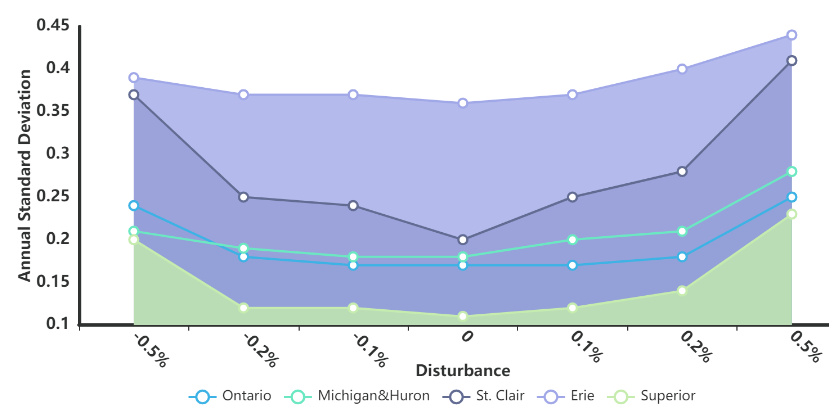 Annual Standard Deviation
0.45
0.4
0.35
0.3
0.25
0.2
0.15
0.1
-0.5% -0.2% -0.1% 0 0.1% 0.2% 0.5%
Disturbance
Ontario Michigan&Huron St. Clair Erie Superior